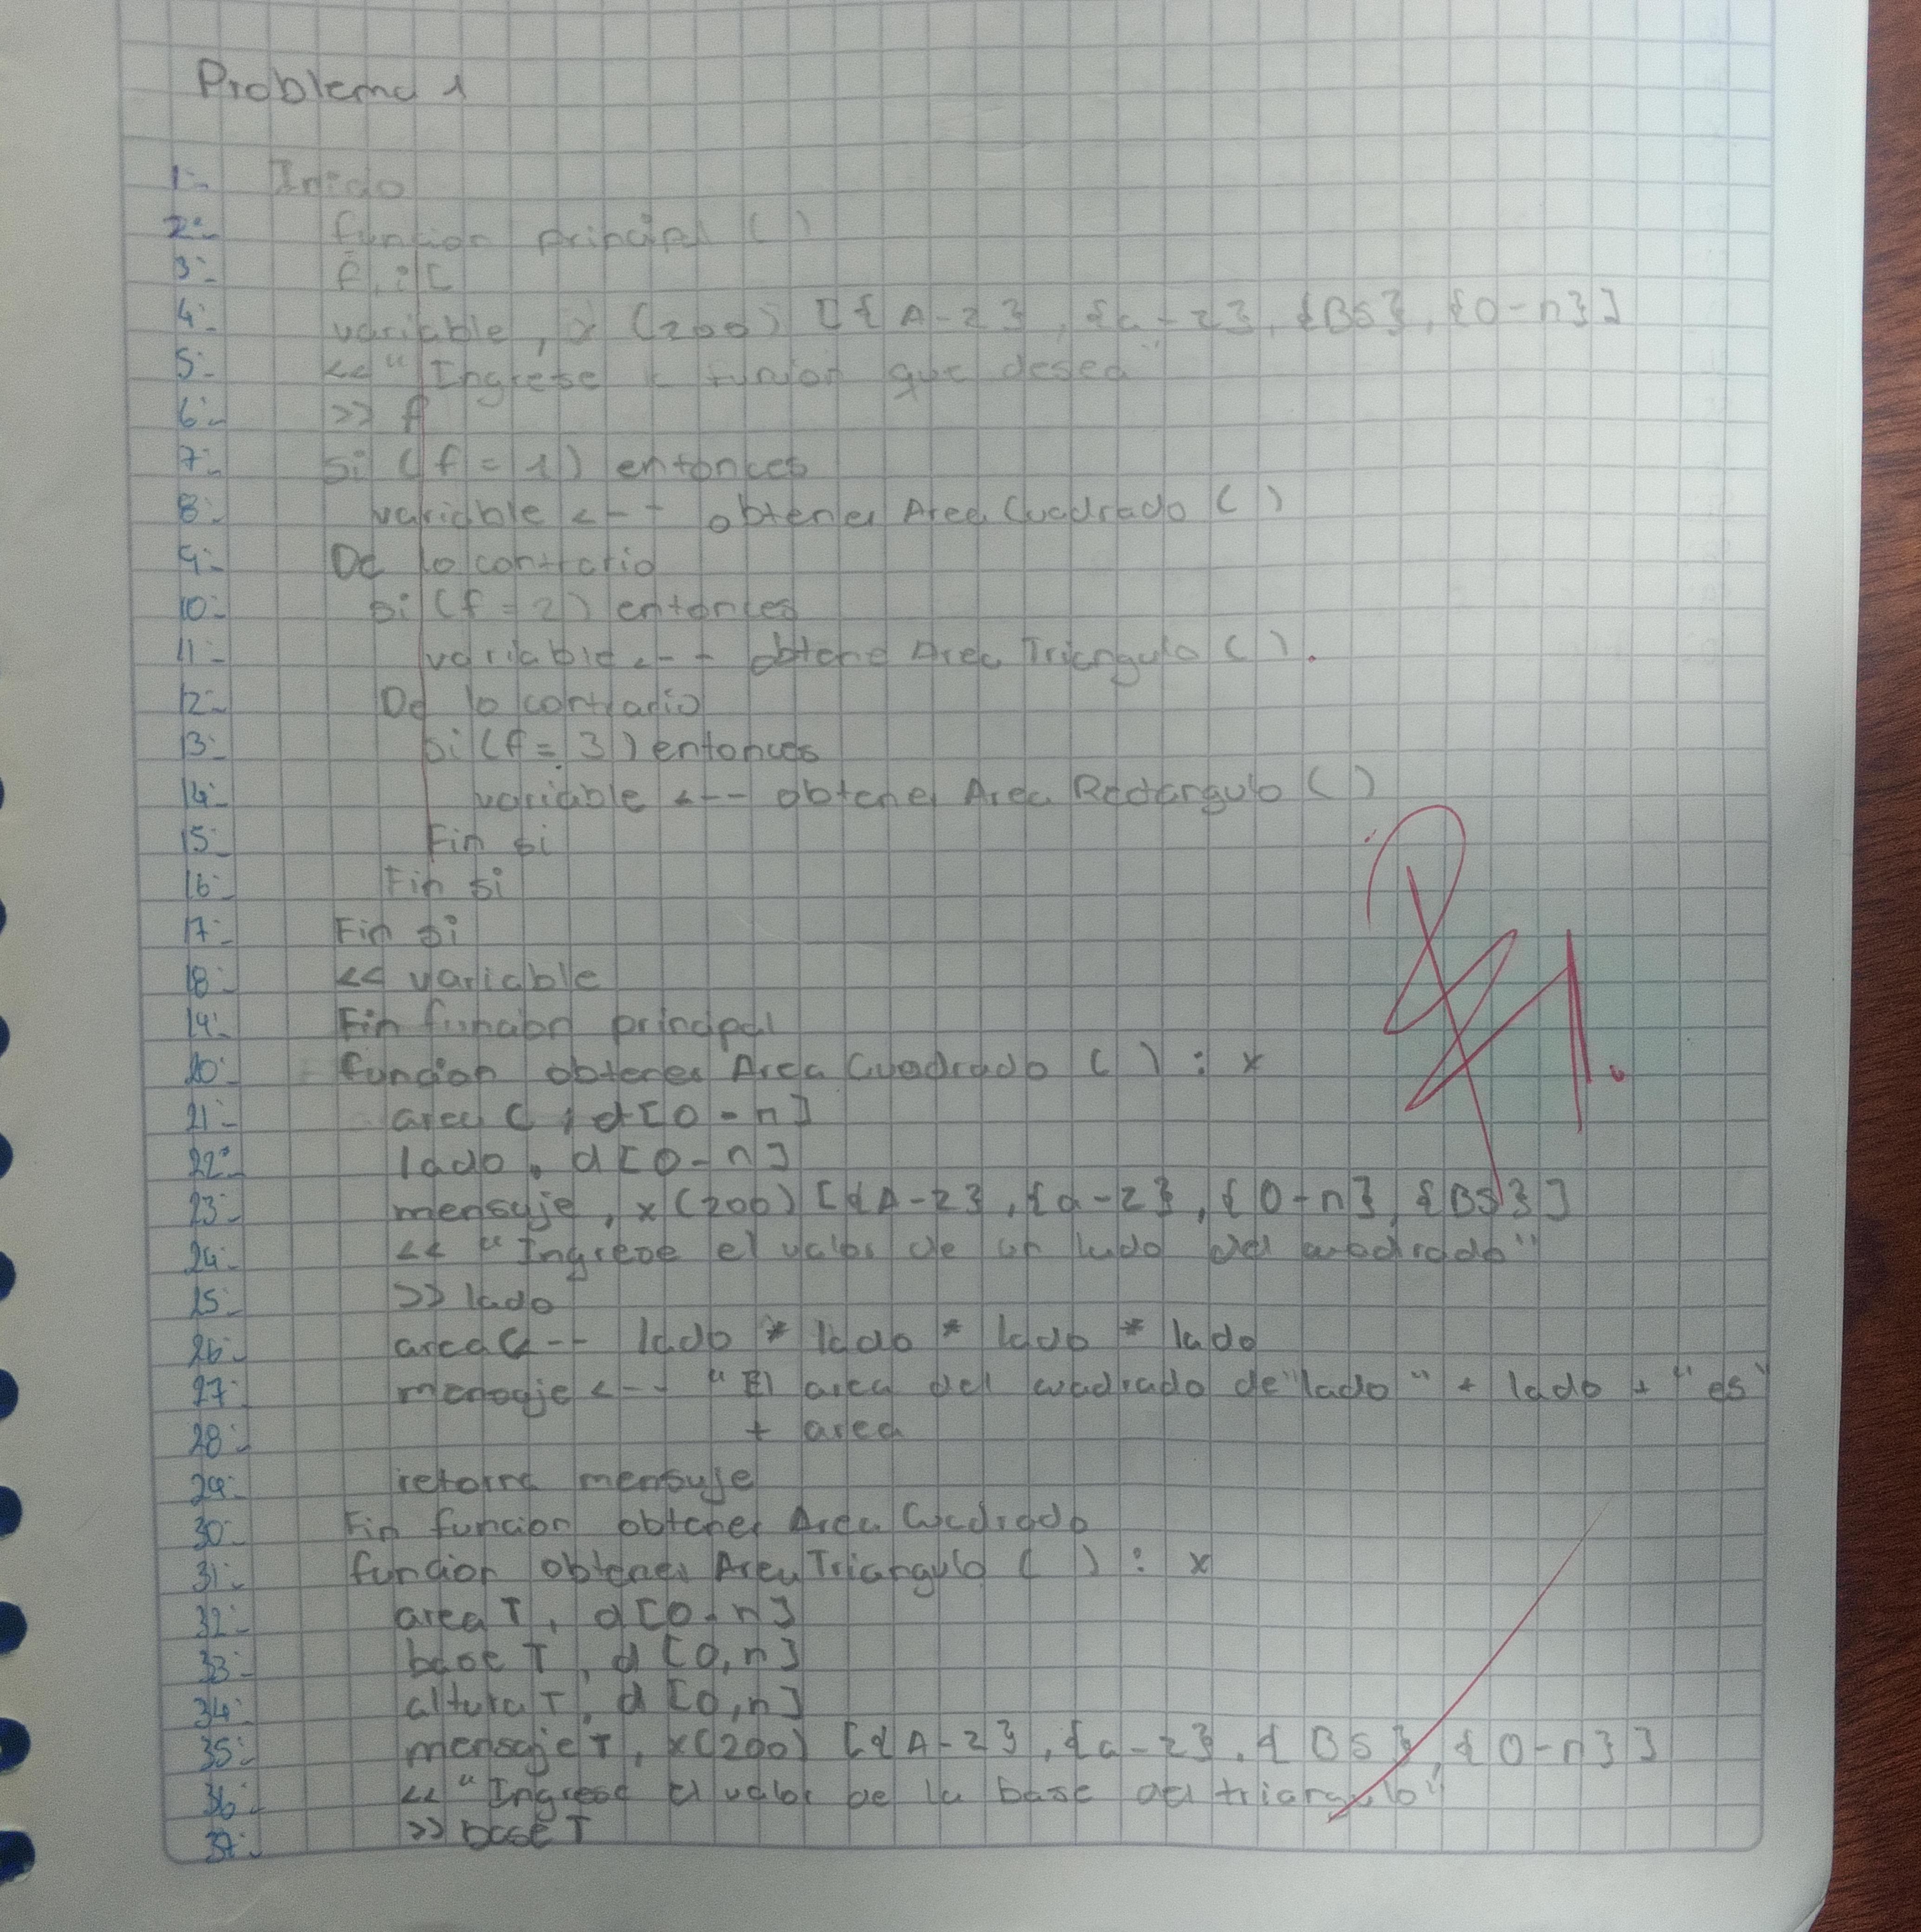 Problema 1
1- Inicio
2- funcion principal ( )
3- f, i [
4- variable, x (200) [{A-z}, {a-z}, {BS}, {0-n}]
5- << "Ingrese funcion que desea"
6- >> f
7- si (f = 1) entonces
8- variable <-- obtener Area Cuadrado ( )
9- De lo contrario
10- si (f = 2) entonces
11- variable <-- obtene Area Triangulo ( ).
12- De lo contrario
13- si (f = 3) entonces
14- variable <-- obtener Area Rectangulo ( )
15- Fin si
16- Fin si
17- Fin si
18- << variable
19- Fin funcion principal
20- funcion obtener Area Cuadrado ( ) : x
21- area C, d[0-n]
22- lado, d[0-n]
23- mensaje, x(200) [{A-z}, {a-z}, {0-n}, {BS}]
24- << "Ingrese el valor de un lado del cuadrado"
25- >> lado
26- area C-- lado * lado * lado * lado
27- mensaje <-- "El area del cuadrado de "lado" + lado + "es"
28- + area
29- retorna mensaje
30- Fin funcion obtener Area Cuadrado
31- funcion obtener Area Triangulo ( ) : x
32- area T, d[0-n]
33- base T, d[0,n]
34- altura T, d[0,n]
35- mensaje T, x(200) [{A-z}, {a-z}, {BS}, {0-n}]
36- << "Ingrese el valor de la base del triangulo"
37- >> base T